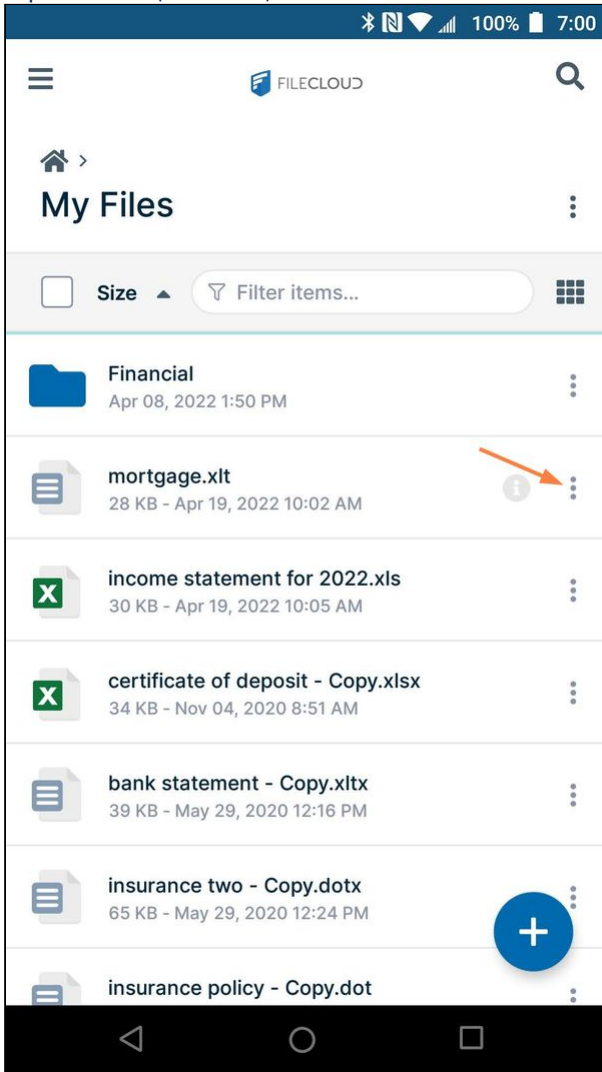 100% 7:00
FILECLOUD
My Files
Size Filter items...
Financial
Apr 08, 2022 1:50 PM
mortgage.xlt
28 KB - Apr 19, 2022 10:02 AM
income statement for 2022.xls
30 KB - Apr 19, 2022 10:05 AM
certificate of deposit - Copy.xlsx
34 KB - Nov 04, 2020 8:51 AM
bank statement - Copy.xltx
39 KB - May 29, 2020 12:16 PM
insurance two - Copy.dotx
65 KB - May 29, 2020 12:24 PM
insurance policy - Copy.dot